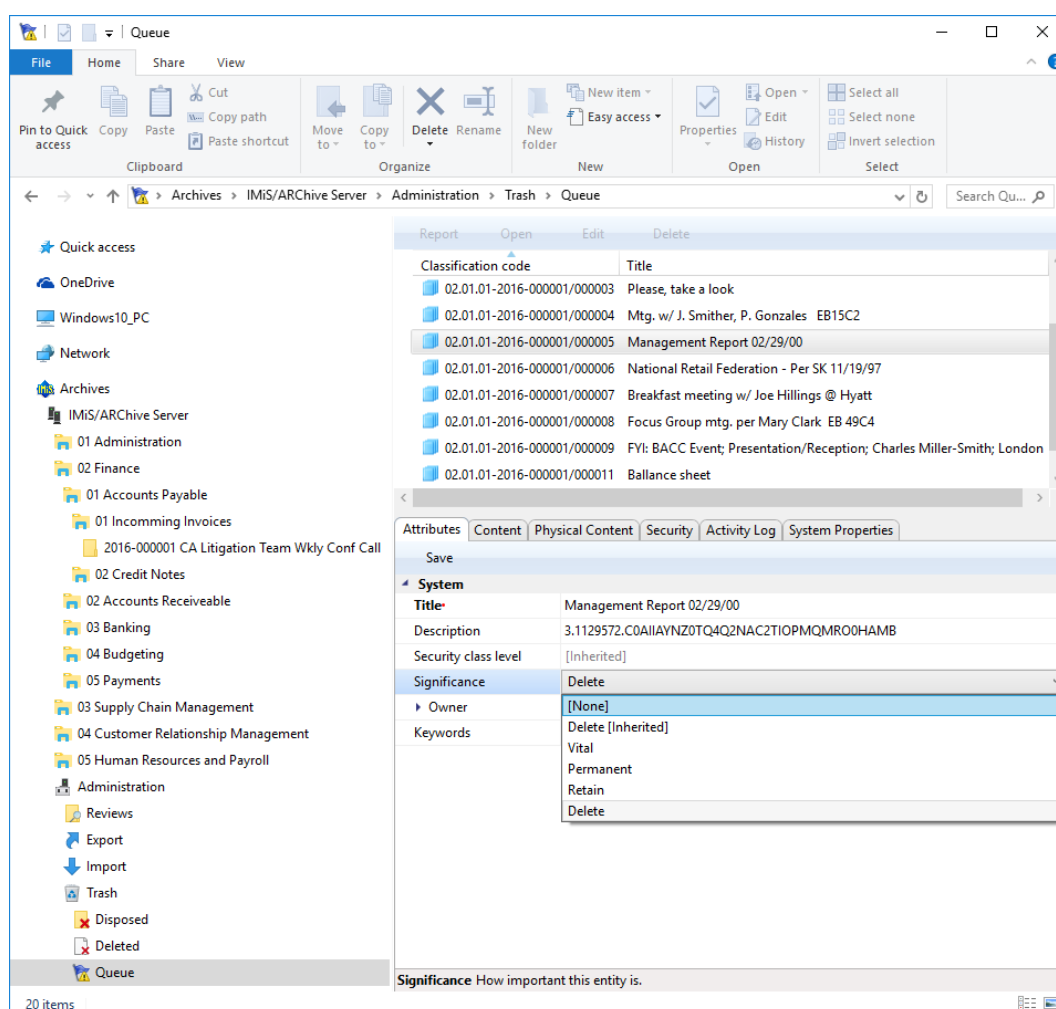 Queue
File Home Share View
Pin to Quick access
Copy
Paste
Cut
Copy path
Paste shortcut
Move to
Copy to
Delete
Rename
New folder
New item
Easy access
Properties
Open
Edit
History
Select all
Select none
Invert selection
Clipboard Organize New Open Select
Archives > IMiS/ARChive Server > Administration > Trash > Queue
Search Qu...
Quick access
OneDrive
Windows10_PC
Network
Archives
IMiS/ARChive Server
01 Administration
02 Finance
01 Accounts Payable
01 Incomming Invoices
2016-000001 CA Litigation Team Wkly Conf Call
02 Credit Notes
02 Accounts Receiveable
03 Banking
04 Budgeting
05 Payments
03 Supply Chain Management
04 Customer Relationship Management
05 Human Resources and Payroll
Administration
Reviews
Export
Import
Trash
Disposed
Deleted
Queue
Report Open Edit Delete
Classification code Title
02.01.01-2016-000001/000003 Please, take a look
02.01.01-2016-000001/000004 Mtg. w/ J. Smither, P. Gonzales EB15C2
02.01.01-2016-000001/000005 Management Report 02/29/00
02.01.01-2016-000001/000006 National Retail Federation - Per SK 11/19/97
02.01.01-2016-000001/000007 Breakfast meeting w/ Joe Hillings @ Hyatt
02.01.01-2016-000001/000008 Focus Group mtg. per Mary Clark EB 49C4
02.01.01-2016-000001/000009 FYI: BACC Event; Presentation/Reception; Charles Miller-Smith; London
02.01.01-2016-000001/000011 Ballance sheet
Attributes Content Physical Content Security Activity Log System Properties
Save
System
Title* Management Report 02/29/00
Description 3.1129572.C0AIIAYNZ0TQ4Q2NAC2TIOPMQMRO0HAMB
Security class level [Inherited]
Significance Delete
Owner
Keywords
[None]
Delete [Inherited]
Vital
Permanent
Retain
Delete
Significance How important this entity is.
20 items